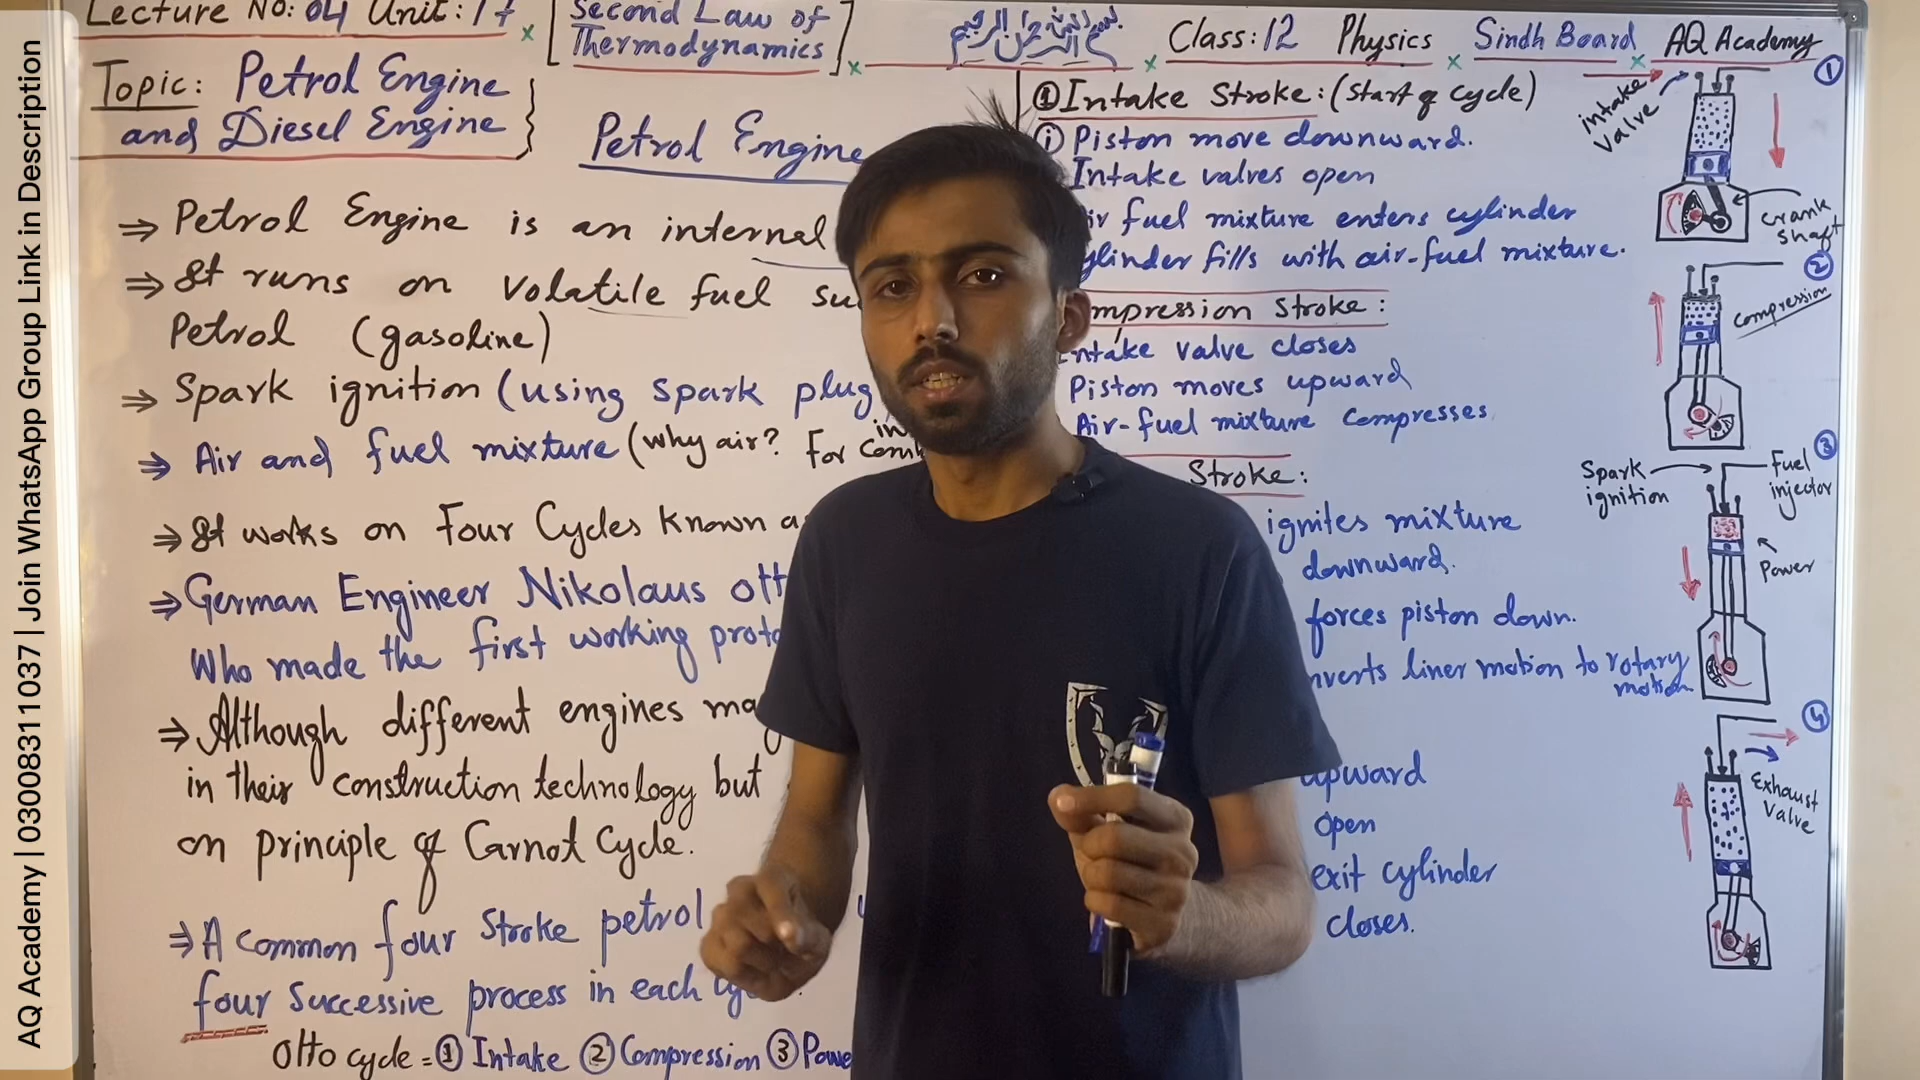 Lecture No: 04 Unit: 17
Second Law of
Thermodynamics
بسم الله الرحمن الرحيم
Class: 12 Physics Sindh Board AQ Academy
Topic: Petrol Engine
and Diesel Engine
Petrol Engine
⇒ Petrol Engine is an internal
⇒ It runs on volatile fuel su
Petrol (gasoline)
⇒ Spark ignition (using spark plug
⇒ Air and fuel mixture (why air? For
in
⇒ It works on Four Cycles known a
⇒ German Engineer Nikolaus ott
Who made the first working proto
⇒ Although different engines ma
in their construction technology but
on principle of Carnot Cycle.
⇒ A common four Stroke petrol
four Successive process in each
Otto cycle = ① Intake ② Compression ③ Powe
① Intake Stroke: (Start of cycle)
i Piston move downward.
Intake valves open
ir fuel mixture enters cylinder
ylinder fills with air-fuel mixture.
mpression Stroke:
ntake valve closes
Piston moves upward
Air-fuel mixture compresses
Stroke:
ignites mixture
downward.
forces piston down.
nverts liner motion to rotary
motion
upward
open
exit cylinder
closes.
①
intake
valve
crank
shaft
②
Compression
③
Spark
ignition
Fuel
injector
Power
④
Exhaust
Valve
AQ Academy | 03008311037 | Join WhatsApp Group Link in Description